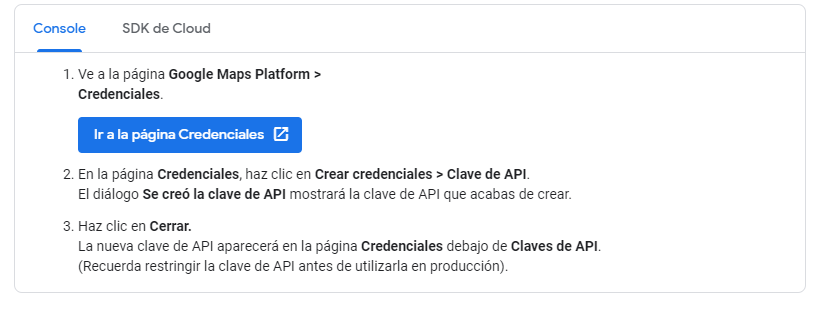 Console SDK de Cloud
1. Ve a la página Google Maps Platform >
Credenciales.
Ir a la página Credenciales
2. En la página Credenciales, haz clic en Crear credenciales > Clave de API.
El diálogo Se creó la clave de API mostrará la clave de API que acabas de crear.
3. Haz clic en Cerrar.
La nueva clave de API aparecerá en la página Credenciales debajo de Claves de API.
(Recuerda restringir la clave de API antes de utilizarla en producción).